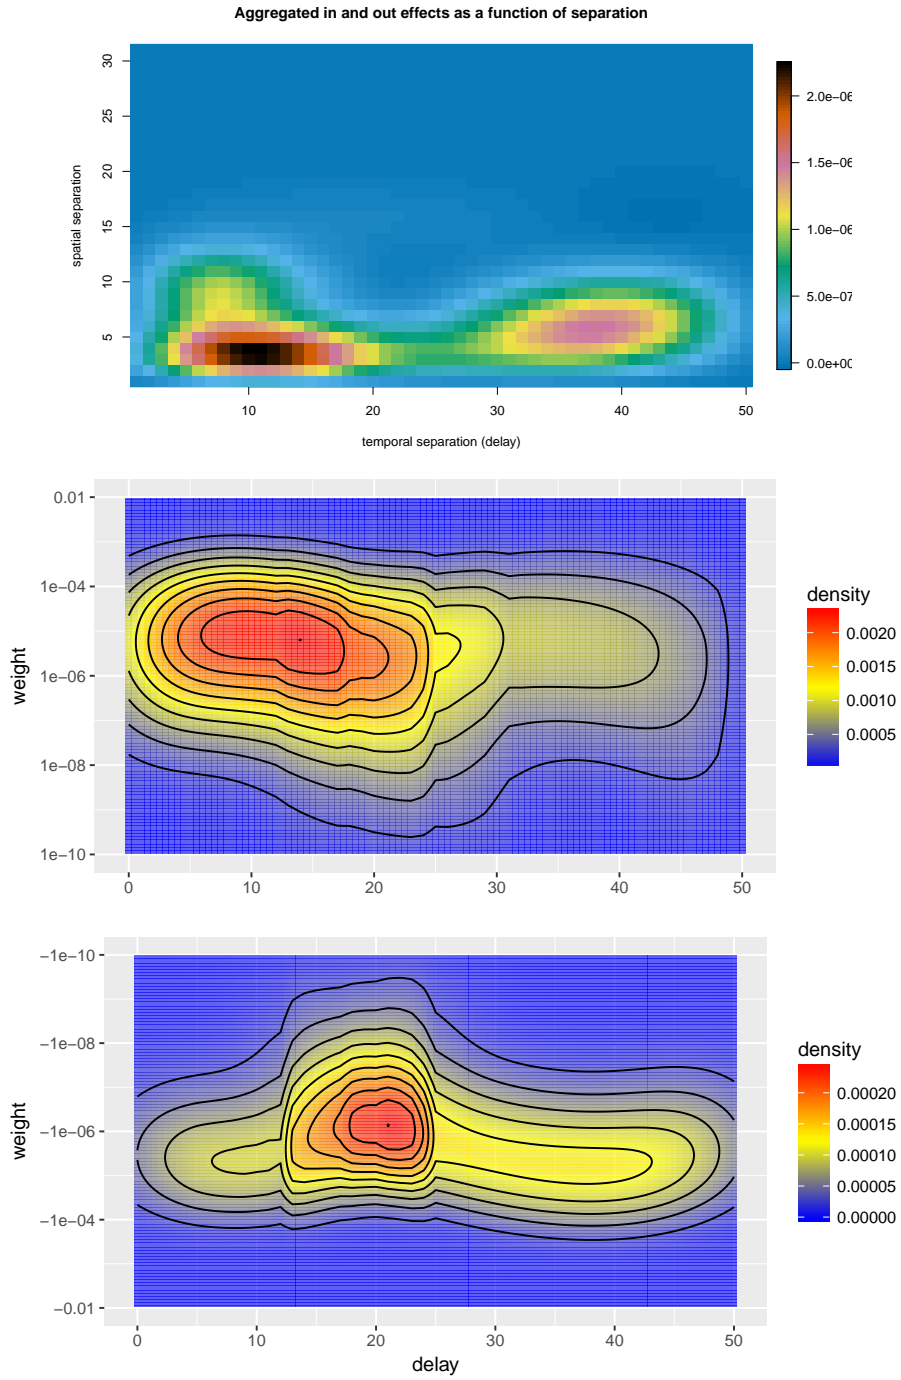 Aggregated in and out effects as a function of separation
30
25
20
15
10
5
spatial separation
10 20 30 40 50
temporal separation (delay)
2.0e−06
1.5e−06
1.0e−06
5.0e−07
0.0e+00
0.01
1e−04
1e−06
1e−08
1e−10
weight
0 10 20 30 40 50
density
0.0020
0.0015
0.0010
0.0005
−1e−10
−1e−08
−1e−06
−1e−04
−0.01
weight
0 10 20 30 40 50
delay
density
0.00020
0.00015
0.00010
0.00005
0.00000